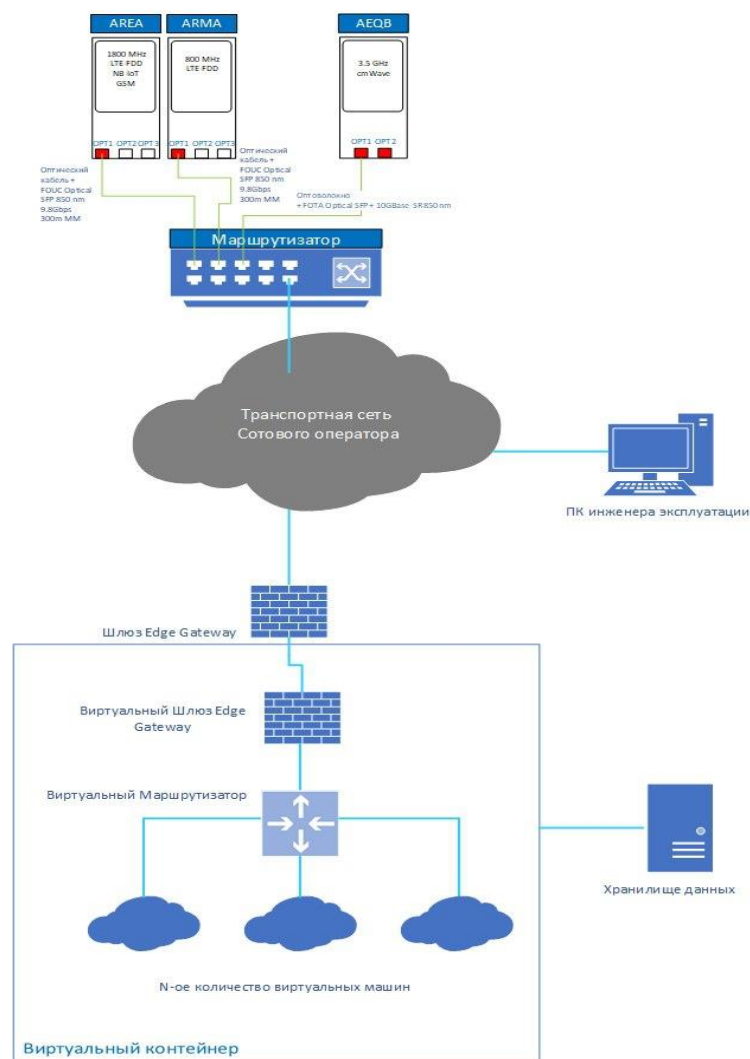 AREA
ARMA
AEQB
1800 MHz
LTE-FDD
NB-IoT
GSM
800 MHz
LTE-FDD
3.5 GHz
cmWave
OPT1 OPT2 OPT3
OPT1 OPT2 OPT3
OPT1 OPT2
Оптический
кабель +
FOUC Optical
SFP 850 nm
9.8Gbps
300m MM
Оптический
кабель +
FOUC Optical
SFP 850 nm
9.8Gbps
300m MM
Оптоволокно
+ FOTA Optical SFP+ 10GBase-SR 850 nm
Маршрутизатор
Транспортная сеть
Сотового оператора
ПК инженера эксплуатации
Шлюз Edge Gateway
Виртуальный Шлюз Edge
Gateway
Виртуальный Маршрутизатор
Хранилище данных
N-ое количество виртуальных машин
Виртуальный контейнер